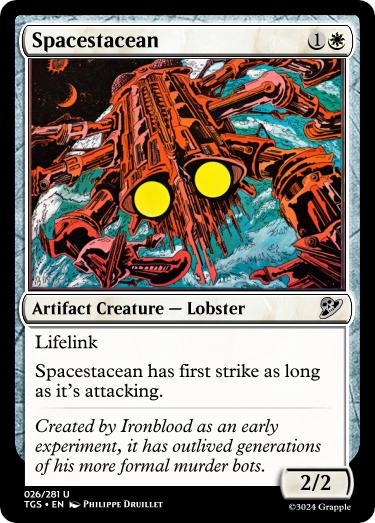 Spacestacean 1
Artifact Creature — Lobster
Lifelink
Spacestacean has first strike as long
as it's attacking.
Created by Ironblood as an early
experiment, it has outlived generations
of his more formal murder bots.
2/2
026/281 U
TGS • EN Philippe Druillet
©3024 Grapple